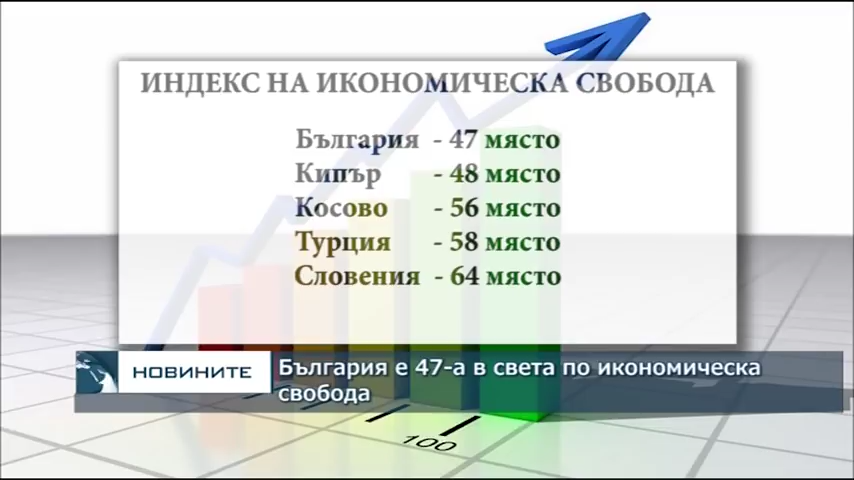 ИНДЕКС НА ИКОНОМИЧЕСКА СВОБОДА
България - 47 място
Кипър - 48 място
Косово - 56 място
Турция - 58 място
Словения - 64 място
НОВИНИТЕ
България е 47-а в света по икономическа
свобода
100